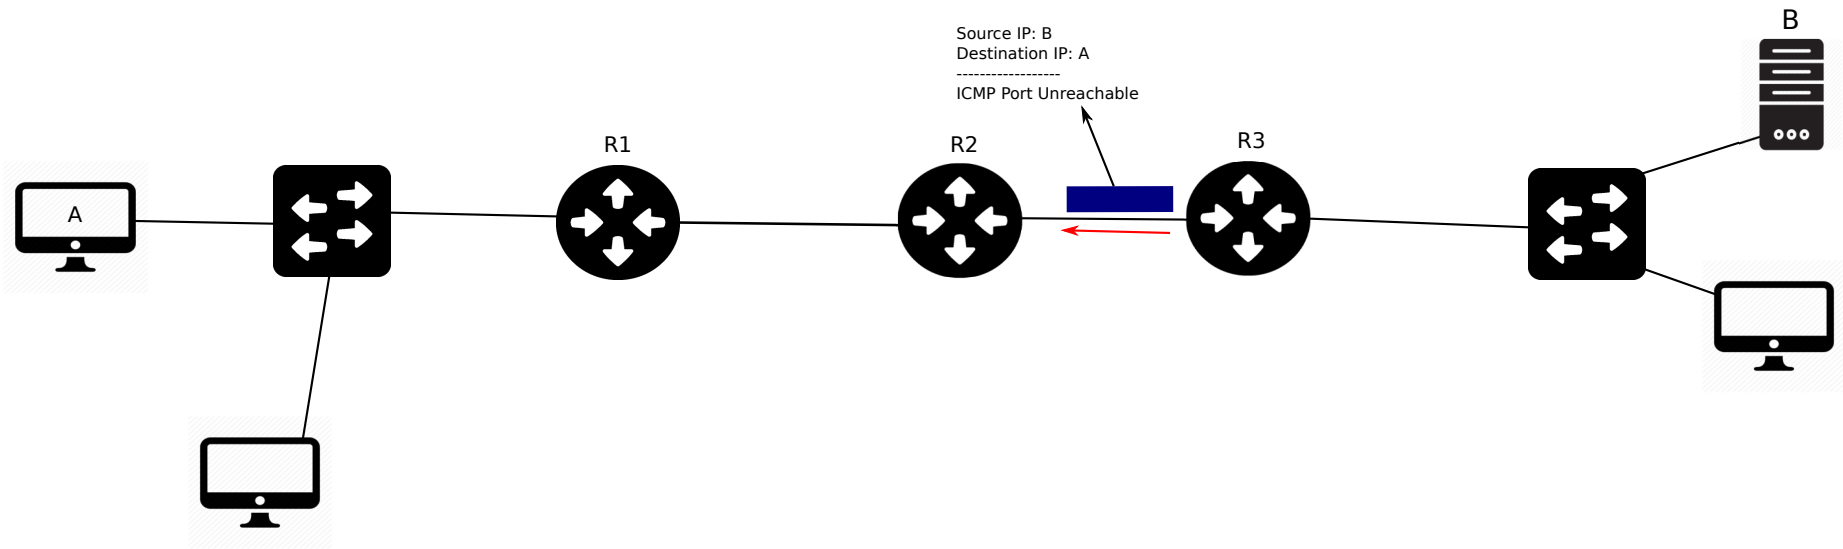 B
Source IP: B
Destination IP: A
------------------
ICMP Port Unreachable
R1
R2
R3
A